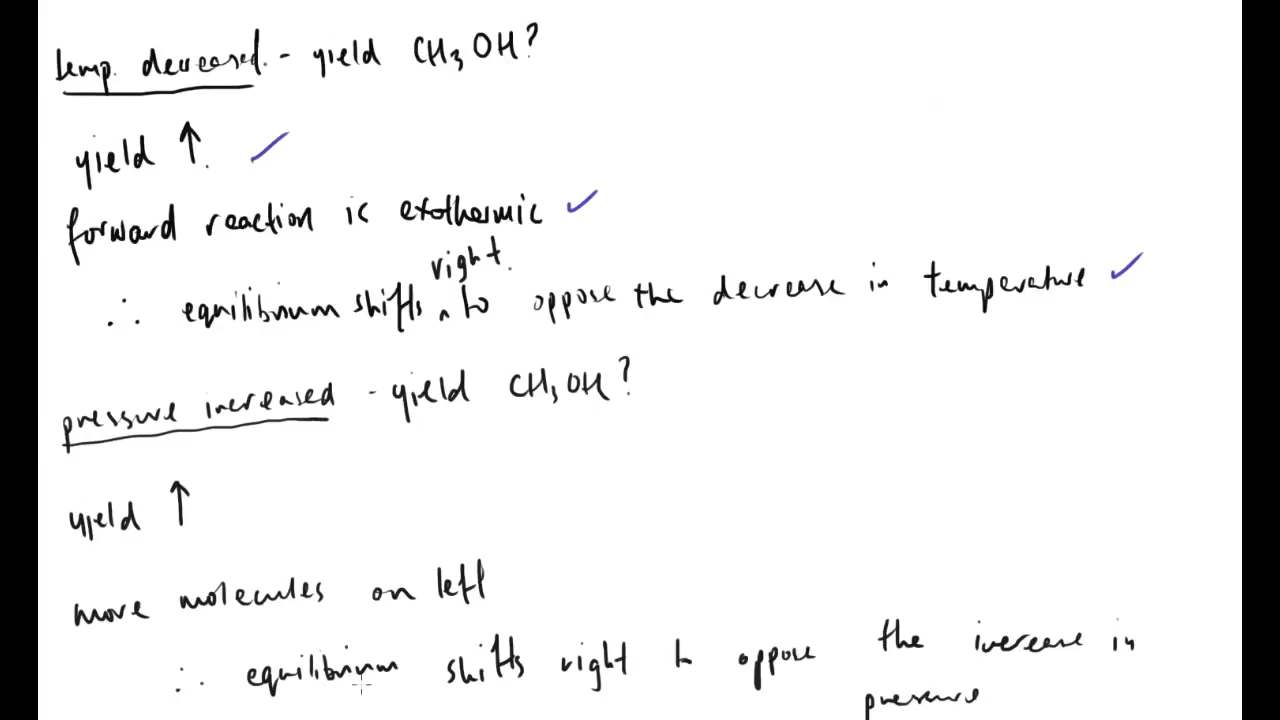 temp. decreased. - yield CH₃OH?
yield ↑.
forward reaction is exothermic
∴ equilibrium shifts ‸right. to oppose the decrease in temperature
pressure increased - yield CH₃OH?
yield ↑
more molecules on left
∴ equilibrium shifts right to oppose the increase in
pressure